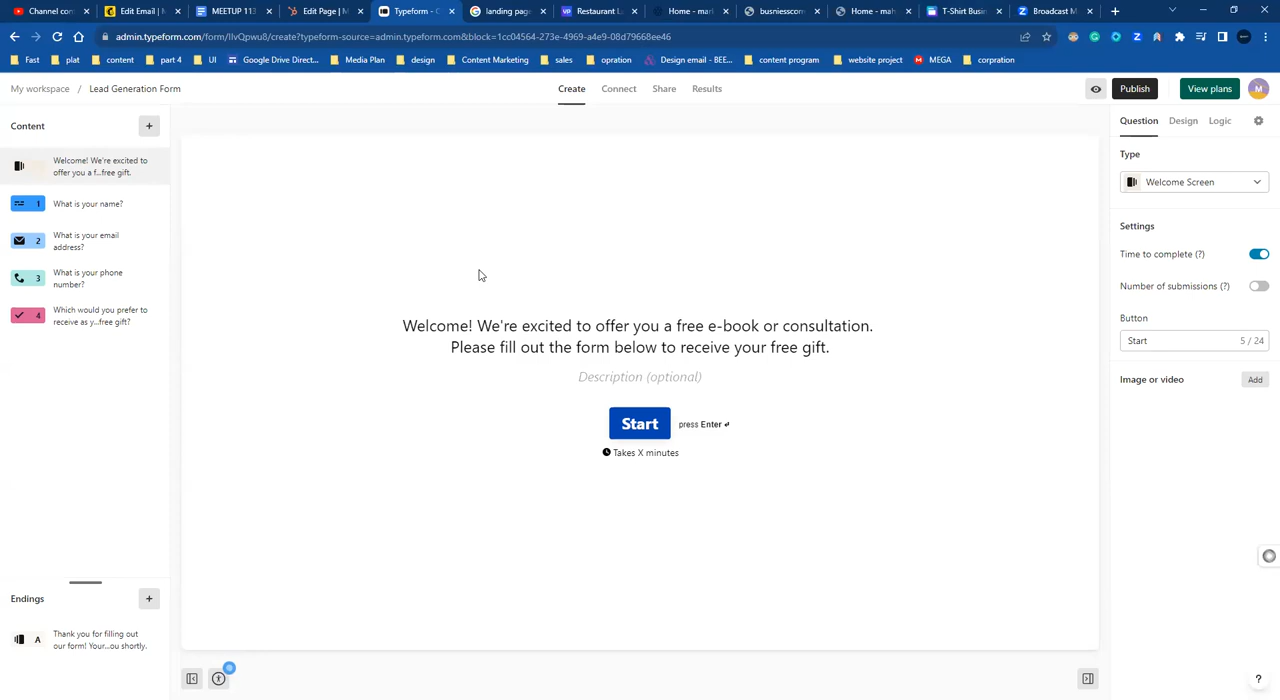 Channel con
Edit Email | M
MEETUP 113
Edit Page | M
Typeform - C
landing page
Restaurant L
Home - marl
busniesscon
Home - mah
T-Shirt Busin
Broadcast M
admin.typeform.com/form/IlvQpwu8/create?typeform-source=admin.typeform.com&block=1cc04564-273e-4969-a4e9-08d79668ee46
Fast
plat
content
part 4
UI
Google Drive Direct...
Media Plan
design
Content Marketing
sales
opration
Design email - BEE...
content program
website project
MEGA
corpration
My workspace / Lead Generation Form
Create
Connect
Share
Results
Publish
View plans
M
Content
Question
Design
Logic
Welcome! We're excited to
offer you a f...free gift.
1 What is your name?
2 What is your email
address?
3 What is your phone
number?
4 Which would you prefer to
receive as y...free gift?
Welcome! We're excited to offer you a free e-book or consultation.
Please fill out the form below to receive your free gift.
Description (optional)
Start
press Enter ↵
Takes X minutes
Type
Welcome Screen
Settings
Time to complete (?)
Number of submissions (?)
Button
Start 5 / 24
Image or video
Add
Endings
A Thank you for filling out
our form! Your...ou shortly.
?